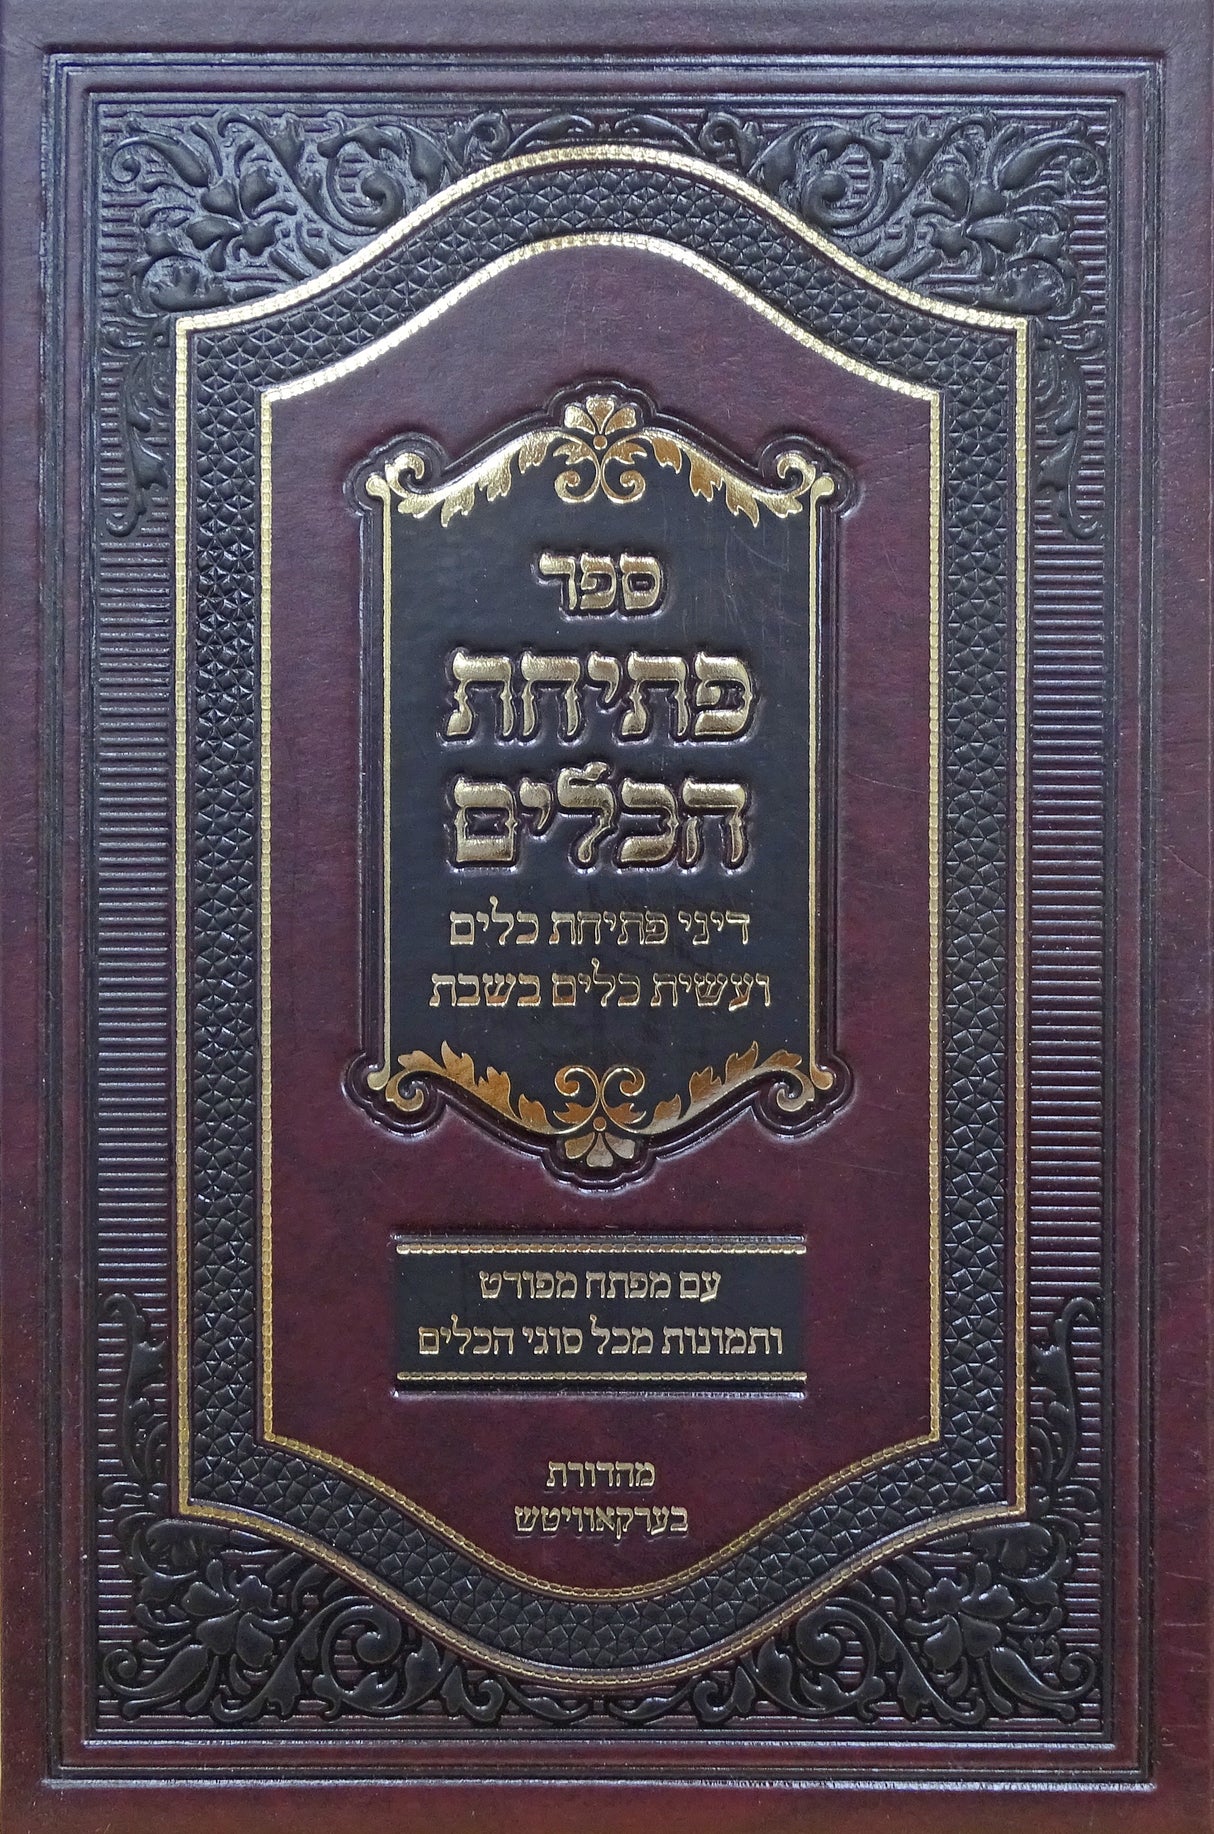 ספר
פתיחת
הכלים
דיני פתיחת כלים
ועשית כלים בשבת
עם מפתח מפורט
ותמונות מכל סוגי הכלים
מהדורת
בערקאוויטש